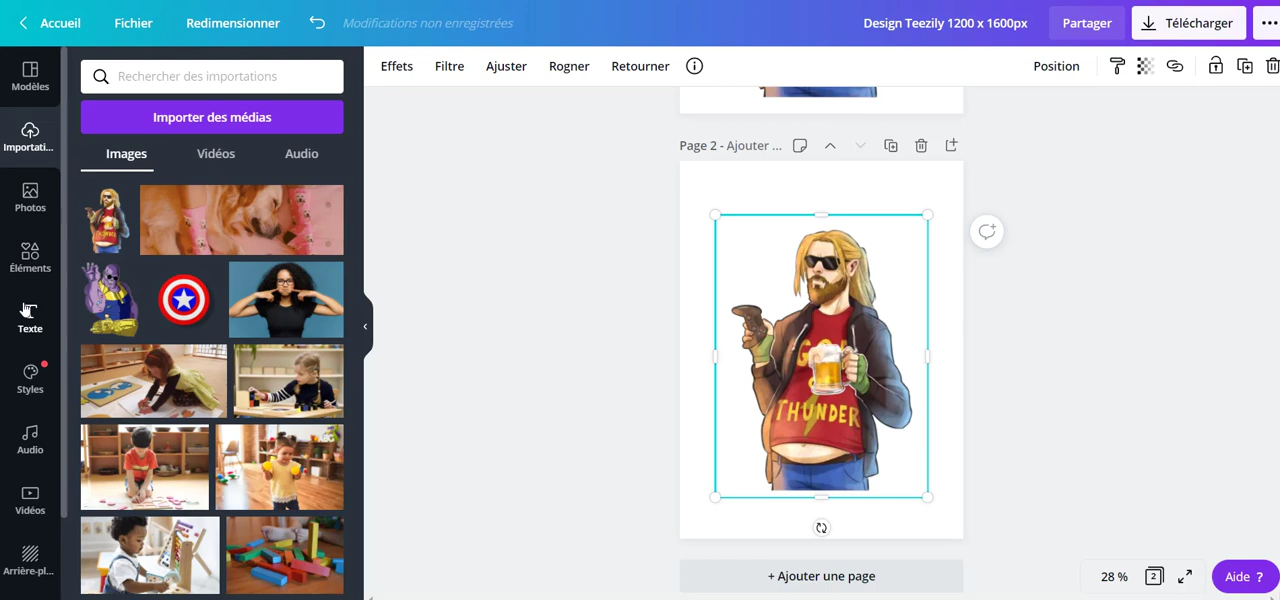 Accueil
Fichier
Redimensionner
Modifications non enregistrées
Design Teezily 1200 x 1600px
Partager
Télécharger
Modèles
Importati...
Photos
Éléments
Texte
Styles
Audio
Vidéos
Arrière-pl...
Rechercher des importations
Importer des médias
Images
Vidéos
Audio
Effets
Filtre
Ajuster
Rogner
Retourner
Position
Page 2 - Ajouter ...
THUNDER
+ Ajouter une page
28 %
2
Aide ?